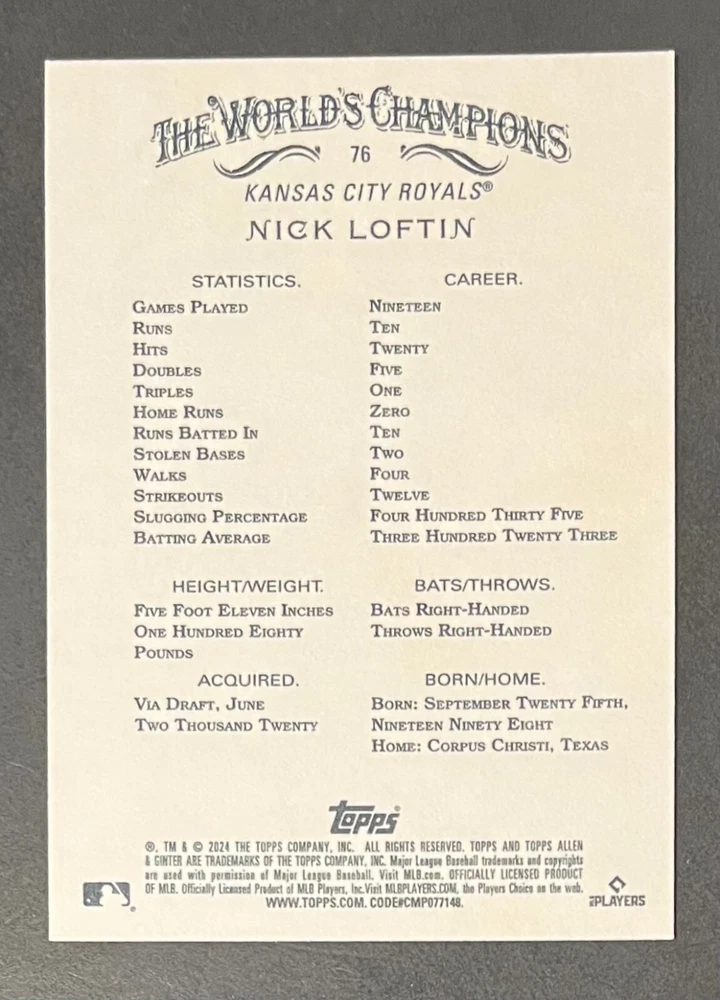 THE WORLD'S CHAMPIONS
76
KANSAS CITY ROYALS®
NICK LOFTIN
STATISTICS. CAREER.
GAMES PLAYED NINETEEN
RUNS TEN
HITS TWENTY
DOUBLES FIVE
TRIPLES ONE
HOME RUNS ZERO
RUNS BATTED IN TEN
STOLEN BASES TWO
WALKS FOUR
STRIKEOUTS TWELVE
SLUGGING PERCENTAGE FOUR HUNDRED THIRTY FIVE
BATTING AVERAGE THREE HUNDRED TWENTY THREE
HEIGHT/WEIGHT. BATS/THROWS.
FIVE FOOT ELEVEN INCHES BATS RIGHT-HANDED
ONE HUNDRED EIGHTY THROWS RIGHT-HANDED
POUNDS
ACQUIRED. BORN/HOME.
VIA DRAFT, JUNE BORN: SEPTEMBER TWENTY FIFTH,
TWO THOUSAND TWENTY NINETEEN NINETY EIGHT
HOME: CORPUS CHRISTI, TEXAS
Topps
®, TM & © 2024 THE TOPPS COMPANY, INC. ALL RIGHTS RESERVED. TOPPS AND TOPPS ALLEN
& GINTER ARE TRADEMARKS OF THE TOPPS COMPANY, INC. Major League Baseball trademarks and copyrights
are used with permission of Major League Baseball. Visit MLB.com. OFFICIALLY LICENSED PRODUCT
OF MLB. Officially Licensed Product of MLB Players, Inc. Visit MLBPLAYERS.COM, the Players Choice on the web.
WWW.TOPPS.COM. CODE#CMP077148.
PLAYERS